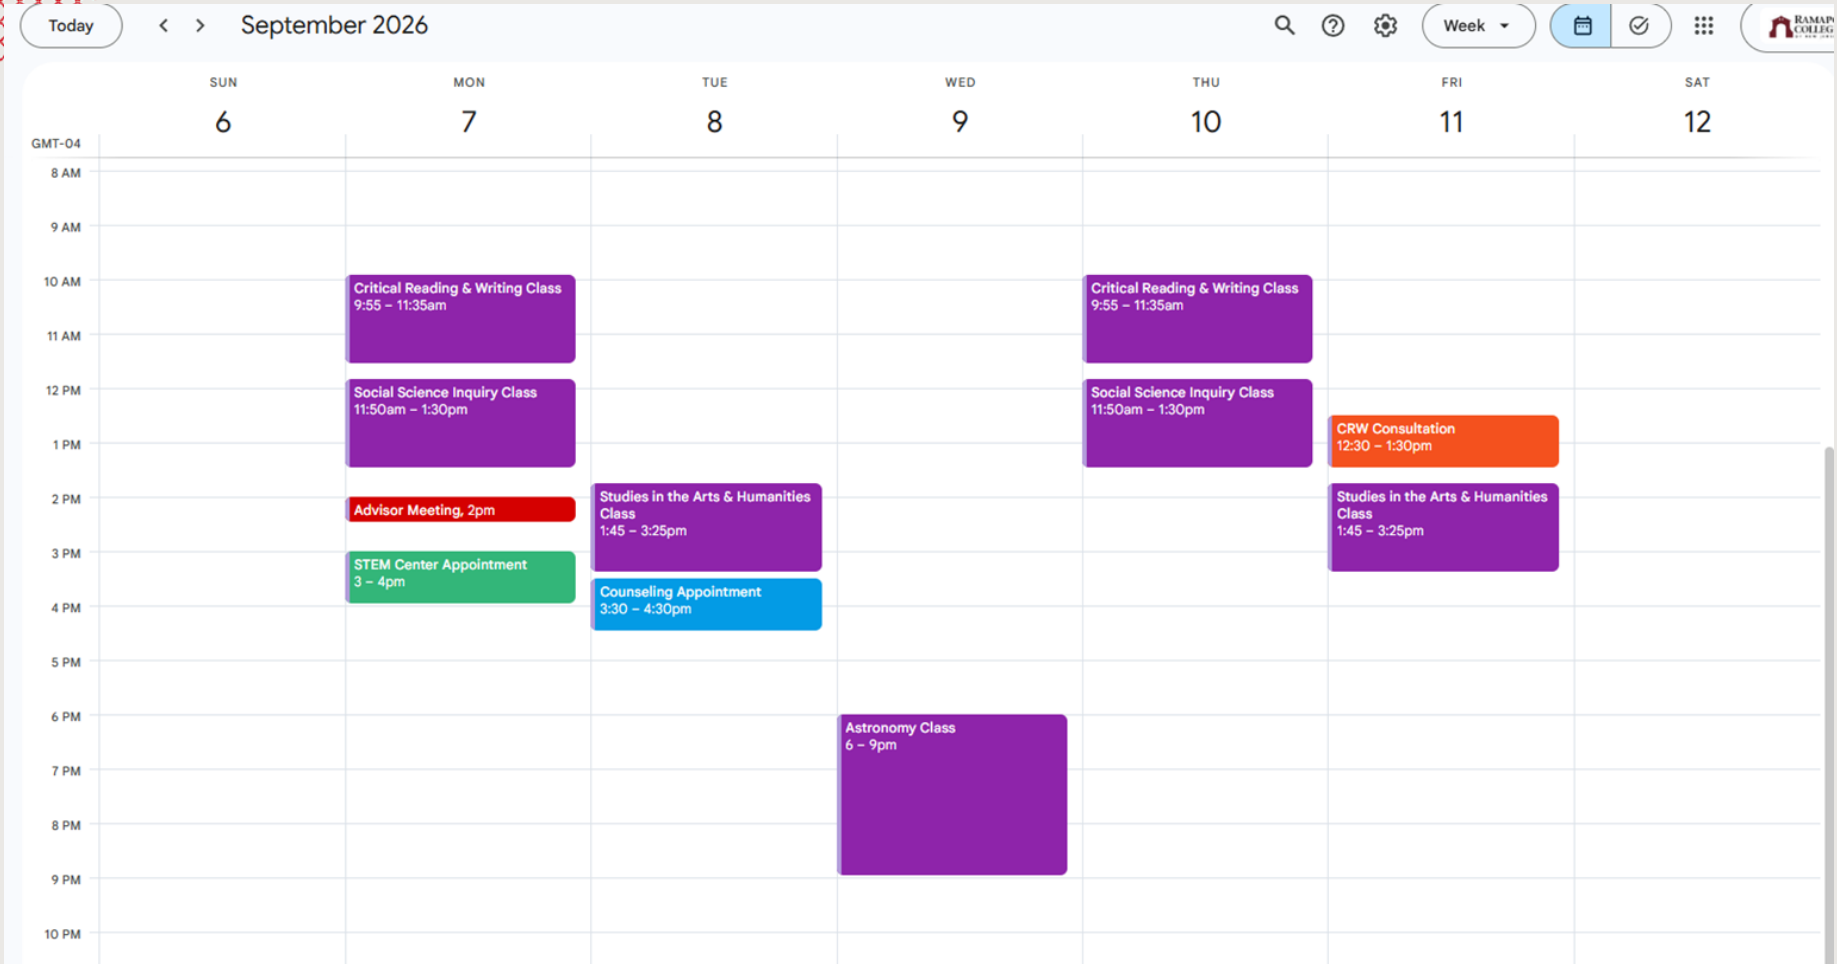 Today
September 2026
Week
SUN
MON
TUE
WED
THU
FRI
SAT
6
7
8
9
10
11
12
GMT-04
8 AM
9 AM
10 AM
11 AM
12 PM
1 PM
2 PM
3 PM
4 PM
5 PM
6 PM
7 PM
8 PM
9 PM
10 PM
Critical Reading & Writing Class
9:55 – 11:35am
Social Science Inquiry Class
11:50am – 1:30pm
Advisor Meeting, 2pm
STEM Center Appointment
3 – 4pm
Studies in the Arts & Humanities
Class
1:45 – 3:25pm
Counseling Appointment
3:30 – 4:30pm
Astronomy Class
6 – 9pm
Critical Reading & Writing Class
9:55 – 11:35am
Social Science Inquiry Class
11:50am – 1:30pm
CRW Consultation
12:30 – 1:30pm
Studies in the Arts & Humanities
Class
1:45 – 3:25pm